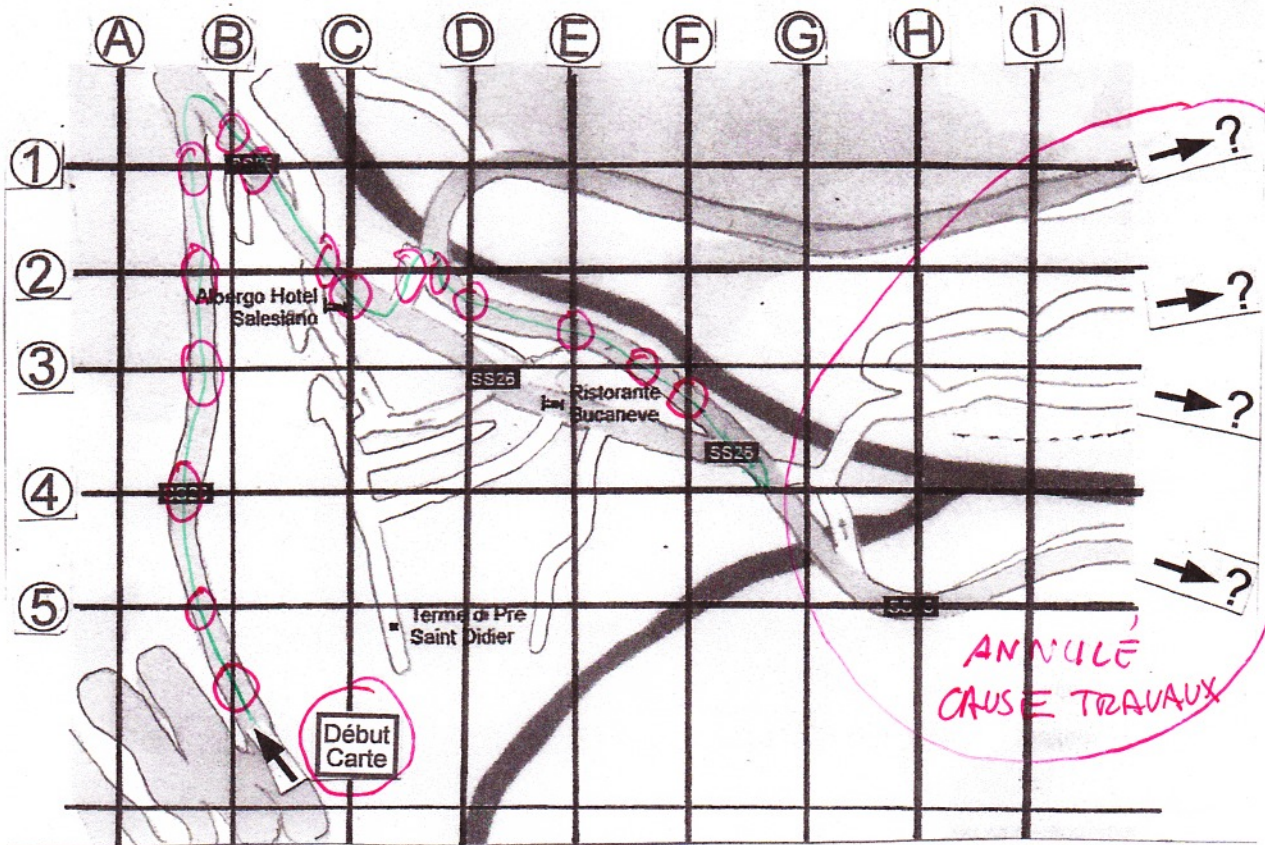 A B C D E F G H I
1
?
2
?
Albergo Hotel
Salesiano
3
SS26
Ristorante
Bucaneve
?
SS26
4
?
5
Terme di Pre
Saint Didier
ANNULÉ
CAUSE TRAVAUX
Début
Carte